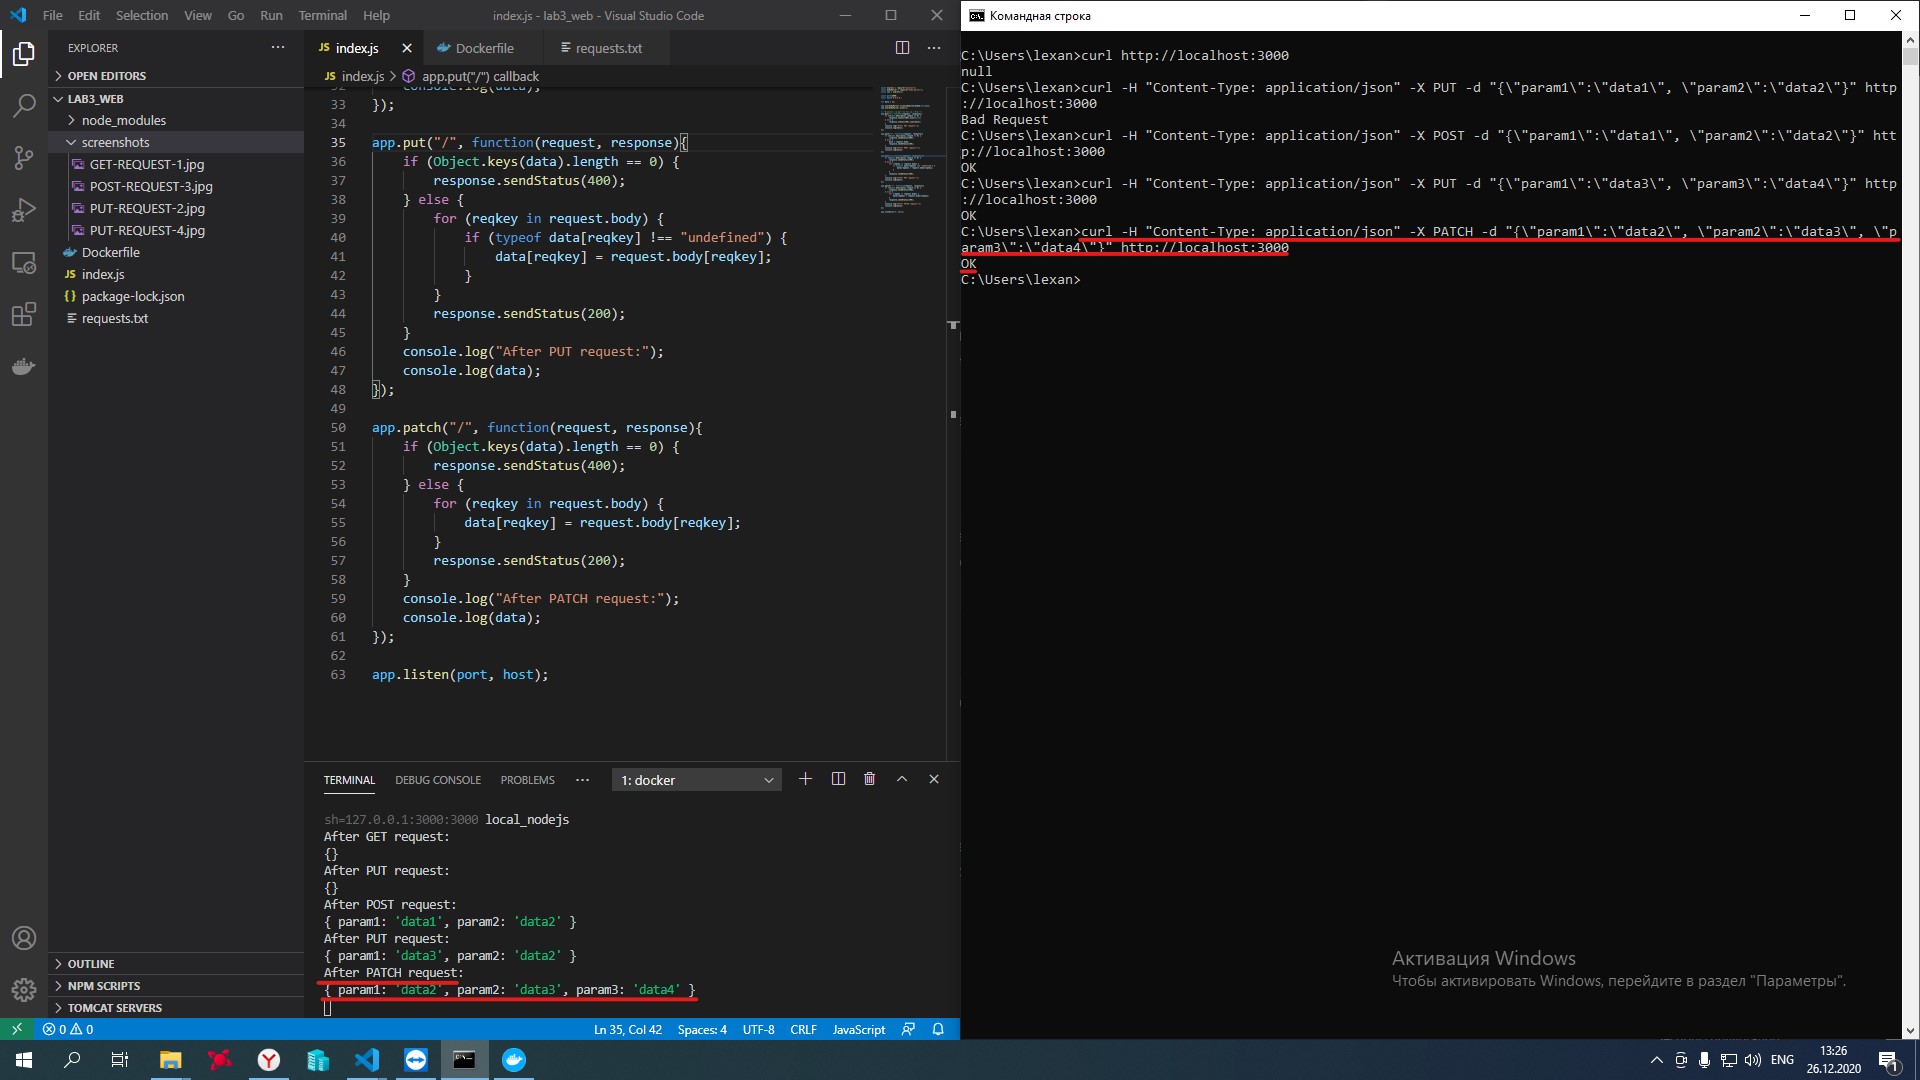 File Edit Selection View Go Run Terminal Help
index.js - lab3_web - Visual Studio Code
EXPLORER
OPEN EDITORS
LAB3_WEB
node_modules
screenshots
GET-REQUEST-1.jpg
POST-REQUEST-3.jpg
PUT-REQUEST-2.jpg
PUT-REQUEST-4.jpg
Dockerfile
JS index.js
{} package-lock.json
requests.txt
OUTLINE
NPM SCRIPTS
TOMCAT SERVERS
JS index.js
Dockerfile
requests.txt
JS index.js > app.put("/") callback
32 console.log(data);
33 });
34
35 app.put("/", function(request, response){
36 if (Object.keys(data).length == 0) {
37 response.sendStatus(400);
38 } else {
39 for (reqkey in request.body) {
40 if (typeof data[reqkey] !== "undefined") {
41 data[reqkey] = request.body[reqkey];
42 }
43 }
44 response.sendStatus(200);
45 }
46 console.log("After PUT request:");
47 console.log(data);
48 });
49
50 app.patch("/", function(request, response){
51 if (Object.keys(data).length == 0) {
52 response.sendStatus(400);
53 } else {
54 for (reqkey in request.body) {
55 data[reqkey] = request.body[reqkey];
56 }
57 response.sendStatus(200);
58 }
59 console.log("After PATCH request:");
60 console.log(data);
61 });
62
63 app.listen(port, host);
TERMINAL DEBUG CONSOLE PROBLEMS ··· 1: docker
sh=127.0.0.1:3000:3000 local_nodejs
After GET request:
{}
After PUT request:
{}
After POST request:
{ param1: 'data1', param2: 'data2' }
After PUT request:
{ param1: 'data3', param2: 'data2' }
After PATCH request:
{ param1: 'data2', param2: 'data3', param3: 'data4' }
0 0
Ln 35, Col 42 Spaces: 4 UTF-8 CRLF JavaScript
Командная строка
C:\Users\lexan>curl http://localhost:3000
null
C:\Users\lexan>curl -H "Content-Type: application/json" -X PUT -d "{\"param1\":\"data1\", \"param2\":\"data2\"}" http
://localhost:3000
Bad Request
C:\Users\lexan>curl -H "Content-Type: application/json" -X POST -d "{\"param1\":\"data1\", \"param2\":\"data2\"}" htt
p://localhost:3000
OK
C:\Users\lexan>curl -H "Content-Type: application/json" -X PUT -d "{\"param1\":\"data3\", \"param3\":\"data4\"}" http
://localhost:3000
OK
C:\Users\lexan>curl -H "Content-Type: application/json" -X PATCH -d "{\"param1\":\"data2\", \"param2\":\"data3\", \"p
aram3\":\"data4\"}" http://localhost:3000
OK
C:\Users\lexan>
Активация Windows
Чтобы активировать Windows, перейдите в раздел "Параметры".
ENG
13:26
26.12.2020
1